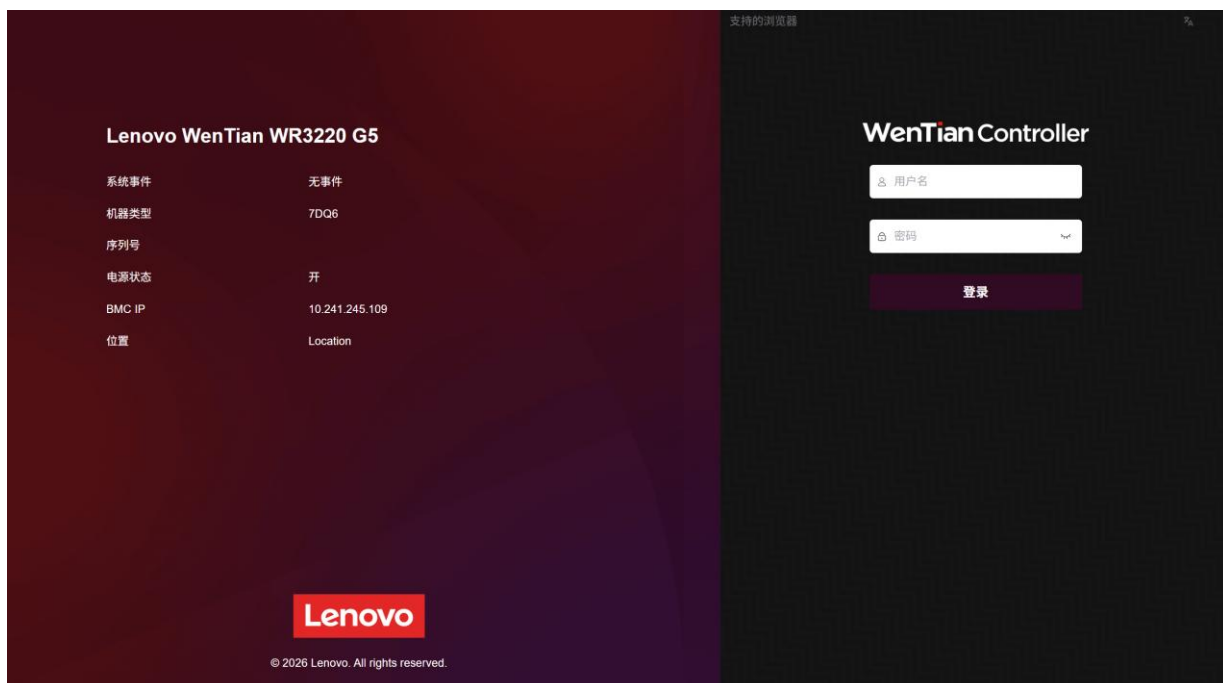 支持的浏览器
Lenovo WenTian WR3220 G5
系统事件 无事件
机器类型 7DQ6
序列号
电源状态 开
BMC IP 10.241.245.109
位置 Location
Lenovo
© 2026 Lenovo. All rights reserved.
WenTian Controller
用户名
密码
登录